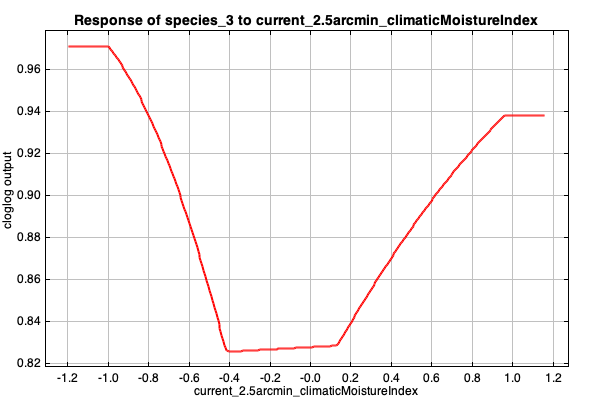 Response of species_3 to current_2.5arcmin_climaticMoistureIndex
cloglog output
0.96
0.94
0.92
0.90
0.88
0.86
0.84
0.82
-1.2 -1.0 -0.8 -0.6 -0.4 -0.2 -0.0 0.2 0.4 0.6 0.8 1.0 1.2
current_2.5arcmin_climaticMoistureIndex